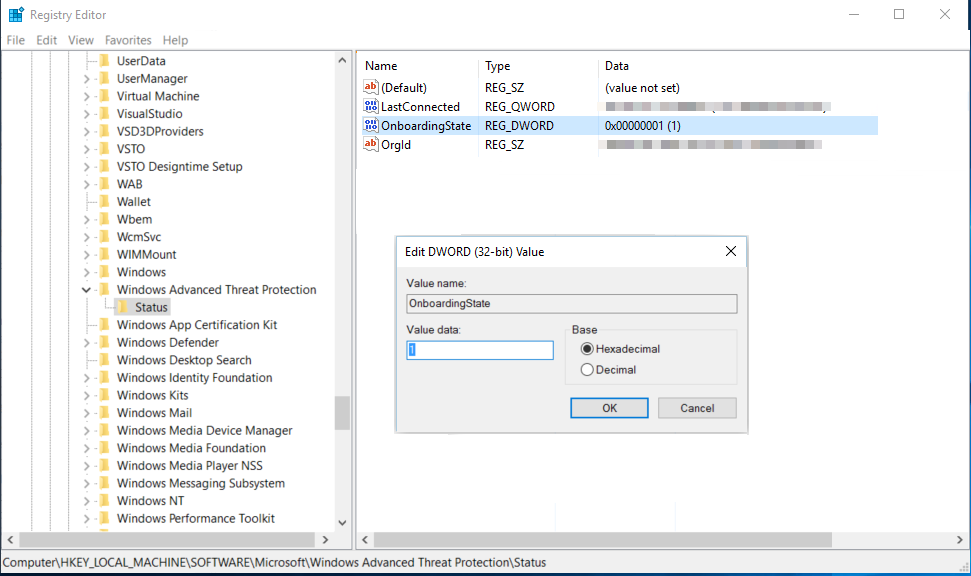 Registry Editor
File Edit View Favorites Help
UserData
UserManager
Virtual Machine
VisualStudio
VSD3DProviders
VSTO
VSTO Designtime Setup
WAB
Wallet
Wbem
WcmSvc
WIMMount
Windows
Windows Advanced Threat Protection
Status
Windows App Certification Kit
Windows Defender
Windows Desktop Search
Windows Identity Foundation
Windows Kits
Windows Mail
Windows Media Device Manager
Windows Media Foundation
Windows Media Player NSS
Windows Messaging Subsystem
Windows NT
Windows Performance Toolkit
Name Type Data
(Default) REG_SZ (value not set)
LastConnected REG_QWORD
OnboardingState REG_DWORD 0x00000001 (1)
OrgId REG_SZ
Edit DWORD (32-bit) Value
Value name:
OnboardingState
Value data:
1
Base
Hexadecimal
Decimal
OK Cancel
Computer\HKEY_LOCAL_MACHINE\SOFTWARE\Microsoft\Windows Advanced Threat Protection\Status